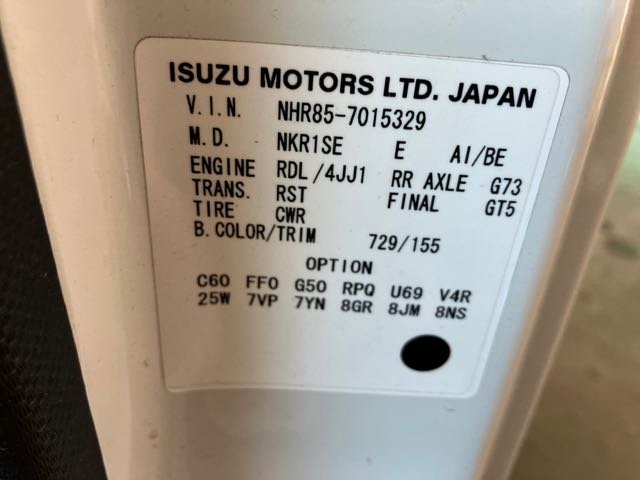 ISUZU MOTORS LTD. JAPAN
V.I.N. NHR85-7015329
M.D. NKR1SE E AI/BE
ENGINE RDL/4JJ1 RR AXLE G73
TRANS. RST FINAL GT5
TIRE CWR
B.COLOR/TRIM 729/155
OPTION
C60 FF0 G50 RPQ U69 V4R
25W 7VP 7YN 8GR 8JM 8NS